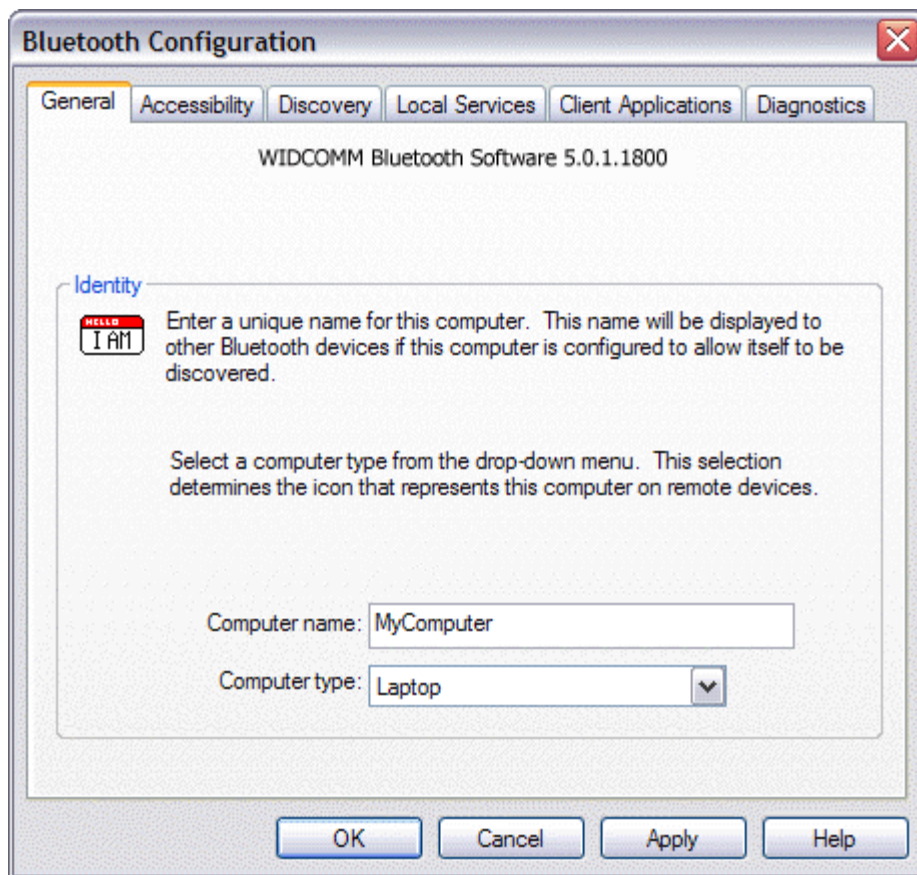 Bluetooth Configuration
General Accessibility Discovery Local Services Client Applications Diagnostics
WIDCOMM Bluetooth Software 5.0.1.1800
Identity
HELLO
I AM
Enter a unique name for this computer. This name will be displayed to
other Bluetooth devices if this computer is configured to allow itself to be
discovered.
Select a computer type from the drop-down menu. This selection
determines the icon that represents this computer on remote devices.
Computer name: MyComputer
Computer type: Laptop
OK Cancel Apply Help